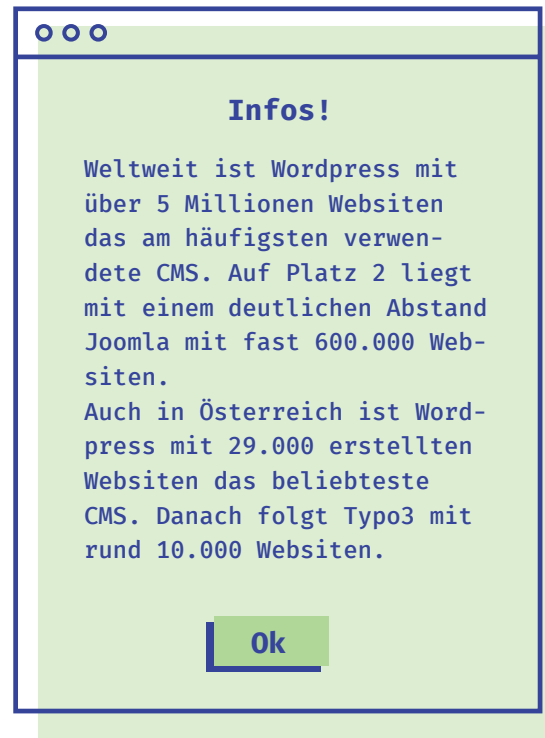 Infos!
Weltweit ist Wordpress mit
über 5 Millionen Websiten
das am häufigsten verwen-
dete CMS. Auf Platz 2 liegt
mit einem deutlichen Abstand
Joomla mit fast 600.000 Web-
siten.
Auch in Österreich ist Word-
press mit 29.000 erstellten
Websiten das beliebteste
CMS. Danach folgt Typo3 mit
rund 10.000 Websiten.
Ok